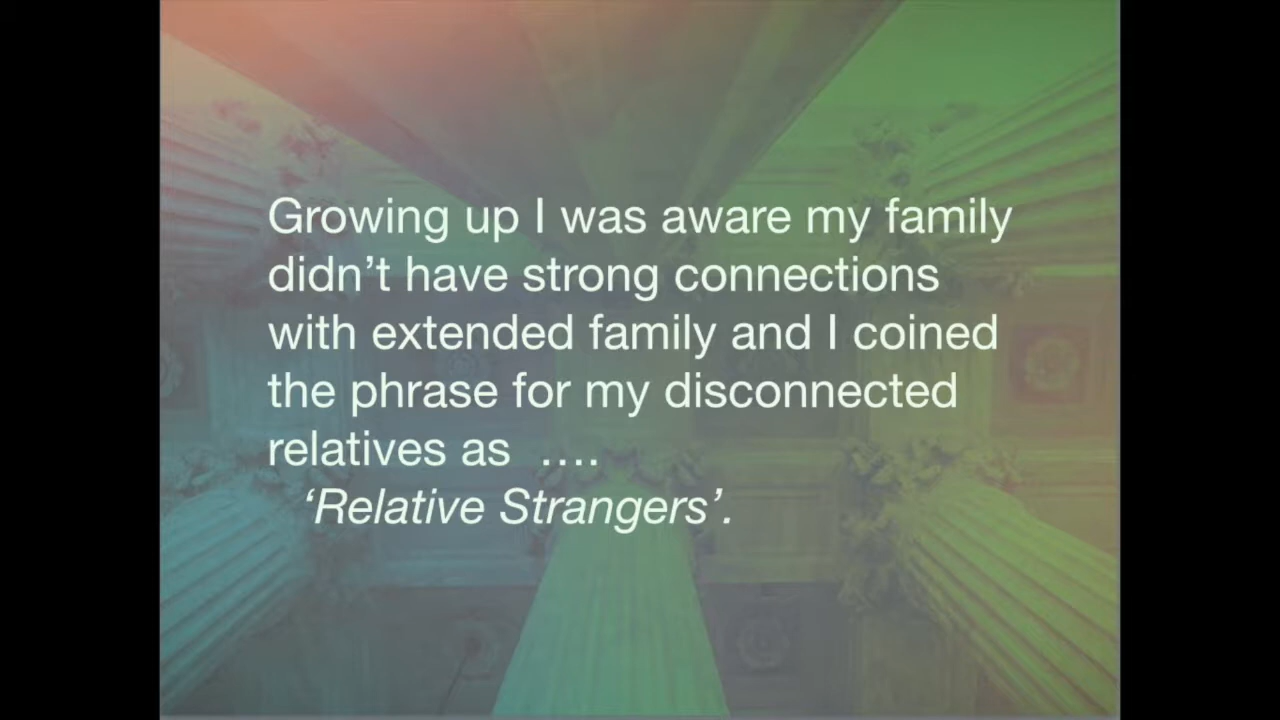 Growing up I was aware my family
didn’t have strong connections
with extended family and I coined
the phrase for my disconnected
relatives as  ….
‘Relative Strangers’.